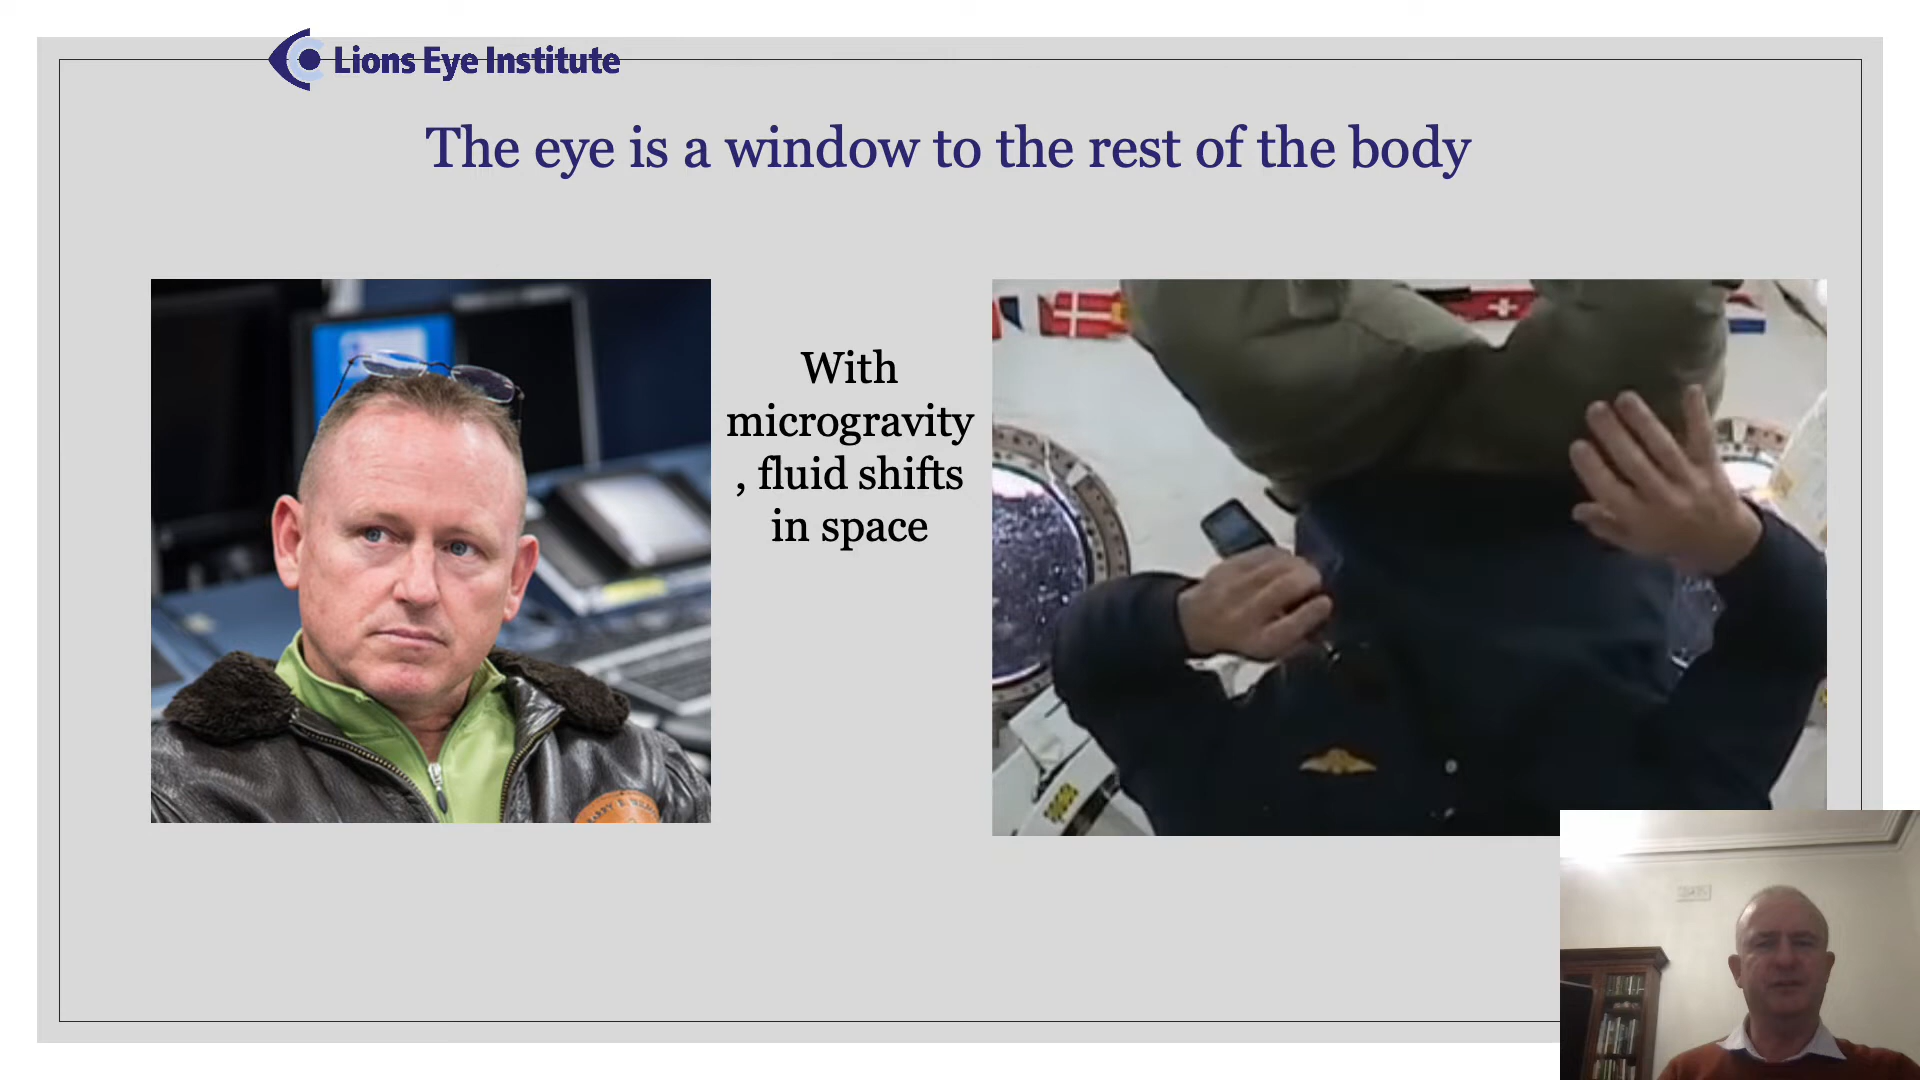 Lions Eye Institute
The eye is a window to the rest of the body
With
microgravity
, fluid shifts
in space